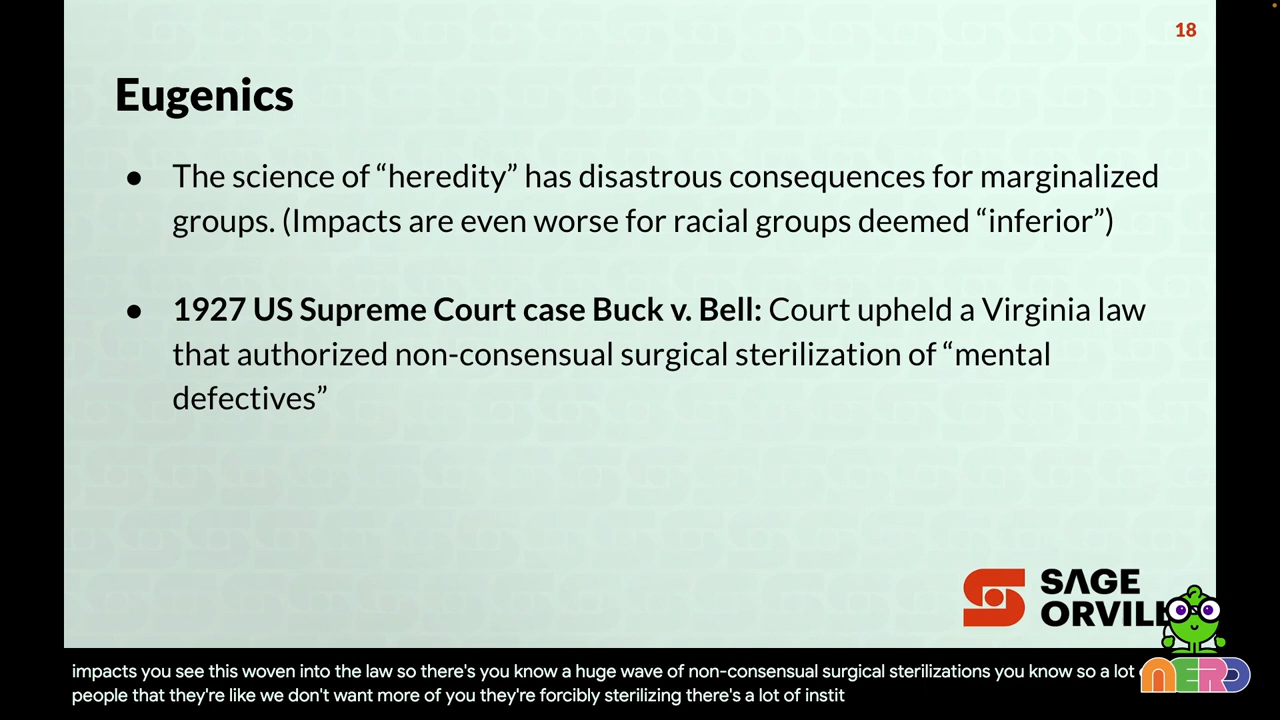 18
Eugenics
● The science of “heredity” has disastrous consequences for marginalized
groups. (Impacts are even worse for racial groups deemed “inferior”)
● 1927 US Supreme Court case Buck v. Bell: Court upheld a Virginia law
that authorized non-consensual surgical sterilization of “mental
defectives”
SAGE
ORVILL
NERD
impacts you see this woven into the law so there's you know a huge wave of non-consensual surgical sterilizations you know so a lot
people that they're like we don't want more of you they're forcibly sterilizing there's a lot of instit